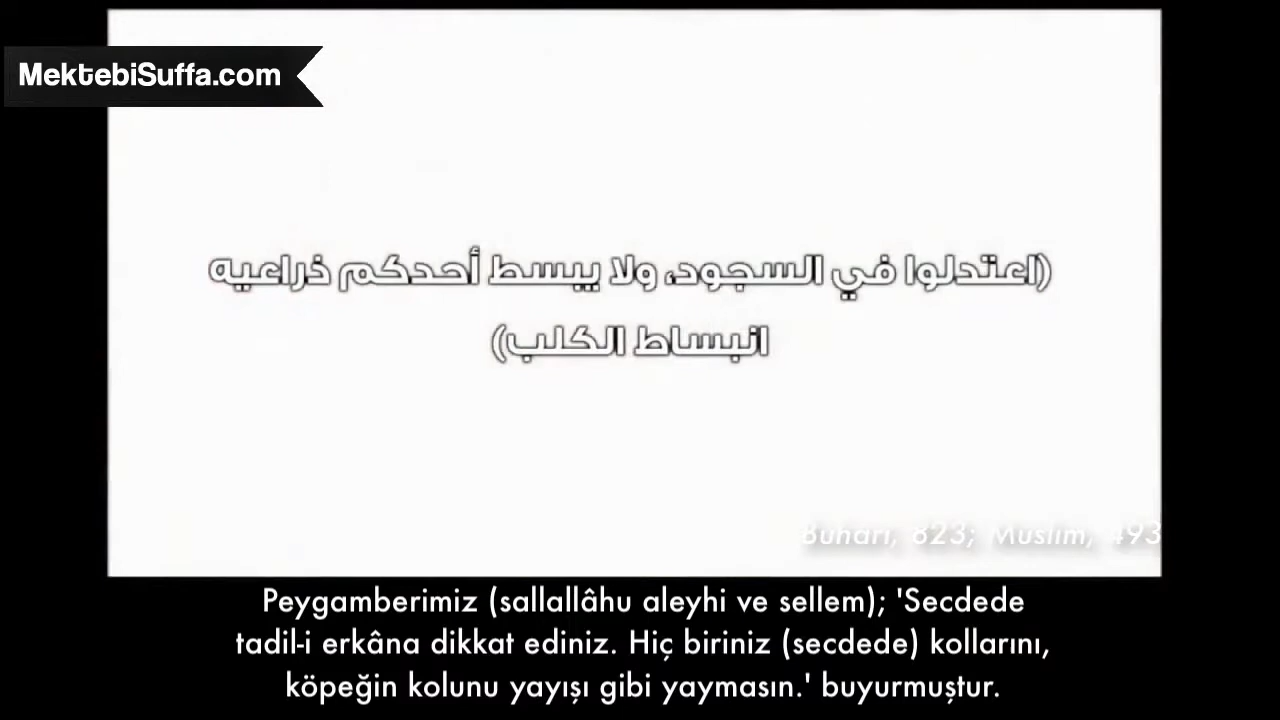 MektebiSuffa.com
(اعتدلوا في السجود، ولا يبسط أحدكم ذراعيه
انبساط الكلب)
Buhari, 823; Muslim, 493
Peygamberimiz (sallallâhu aleyhi ve sellem); 'Secdede
tadil-i erkâna dikkat ediniz. Hiç biriniz (secdede) kollarını,
köpeğin kolunu yayışı gibi yaymasın.' buyurmuştur.